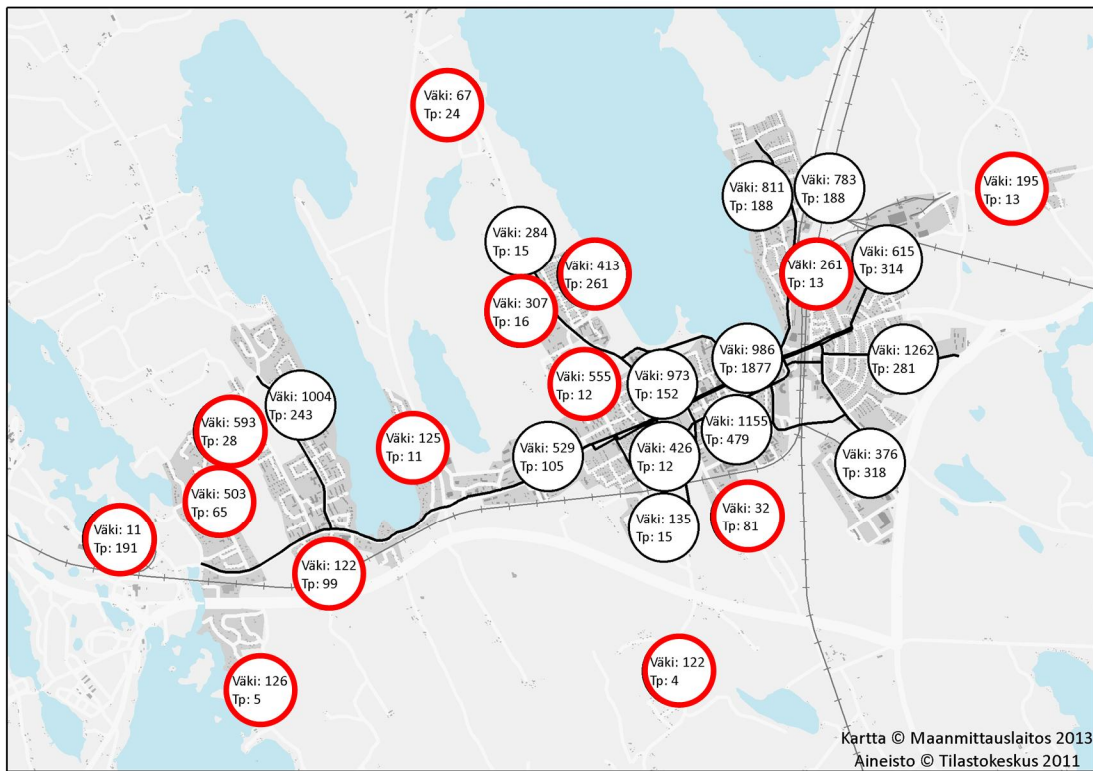 Väki: 67
Tp: 24
Väki: 811
Tp: 188
Väki: 783
Tp: 188
Väki: 195
Tp: 13
Väki: 284
Tp: 15
Väki: 413
Tp: 261
Väki: 261
Tp: 13
Väki: 615
Tp: 314
Väki: 307
Tp: 16
Väki: 986
Tp: 1877
Väki: 1262
Tp: 281
Väki: 555
Tp: 12
Väki: 973
Tp: 152
Väki: 1004
Tp: 243
Väki: 593
Tp: 28
Väki: 125
Tp: 11
Väki: 529
Tp: 105
Väki: 426
Tp: 12
Väki: 1155
Tp: 479
Väki: 376
Tp: 318
Väki: 503
Tp: 65
Väki: 11
Tp: 191
Väki: 135
Tp: 15
Väki: 32
Tp: 81
Väki: 122
Tp: 99
Väki: 126
Tp: 5
Väki: 122
Tp: 4
Kartta © Maanmittauslaitos 2013
Aineisto © Tilastokeskus 2011